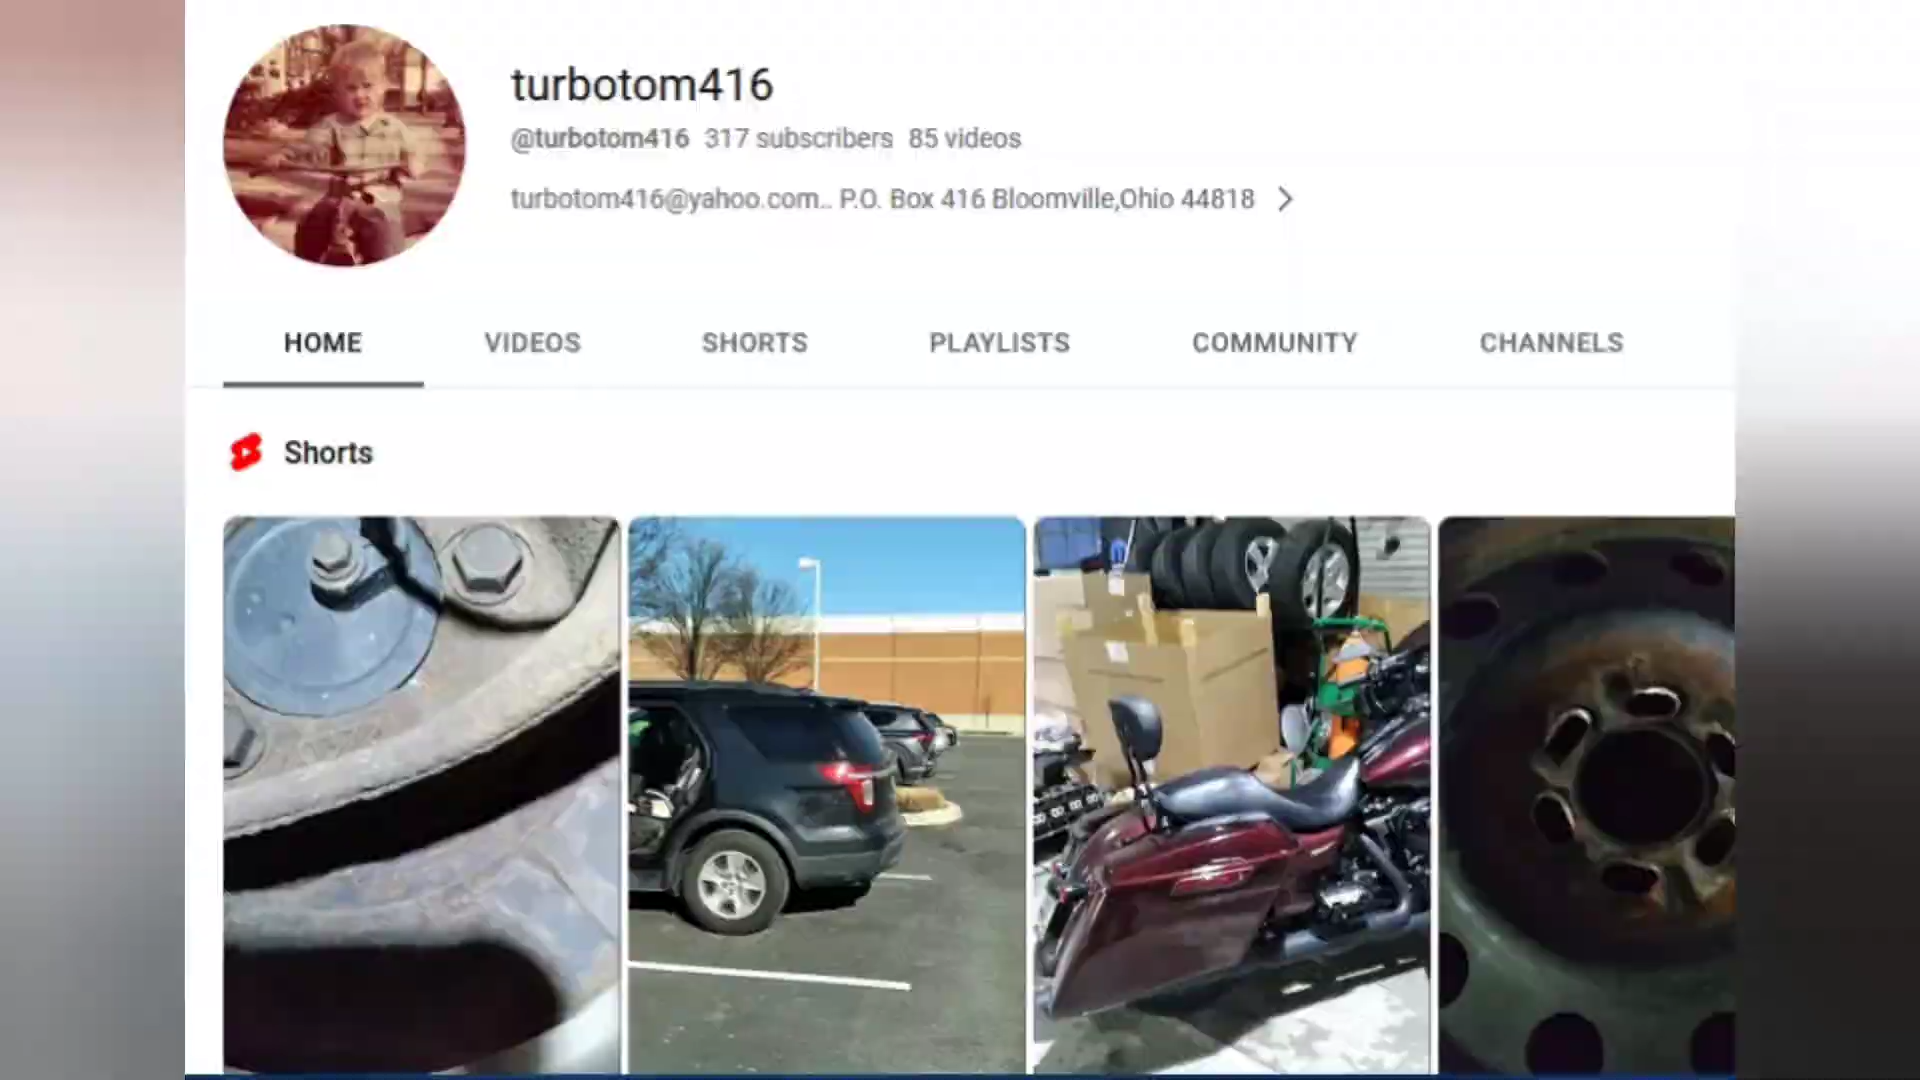 turbotom416
@turbotom416 317 subscribers 85 videos
turbotom416@yahoo.com.. P.O. Box 416 Bloomville,Ohio 44818
HOME VIDEOS SHORTS PLAYLISTS COMMUNITY CHANNELS
Shorts